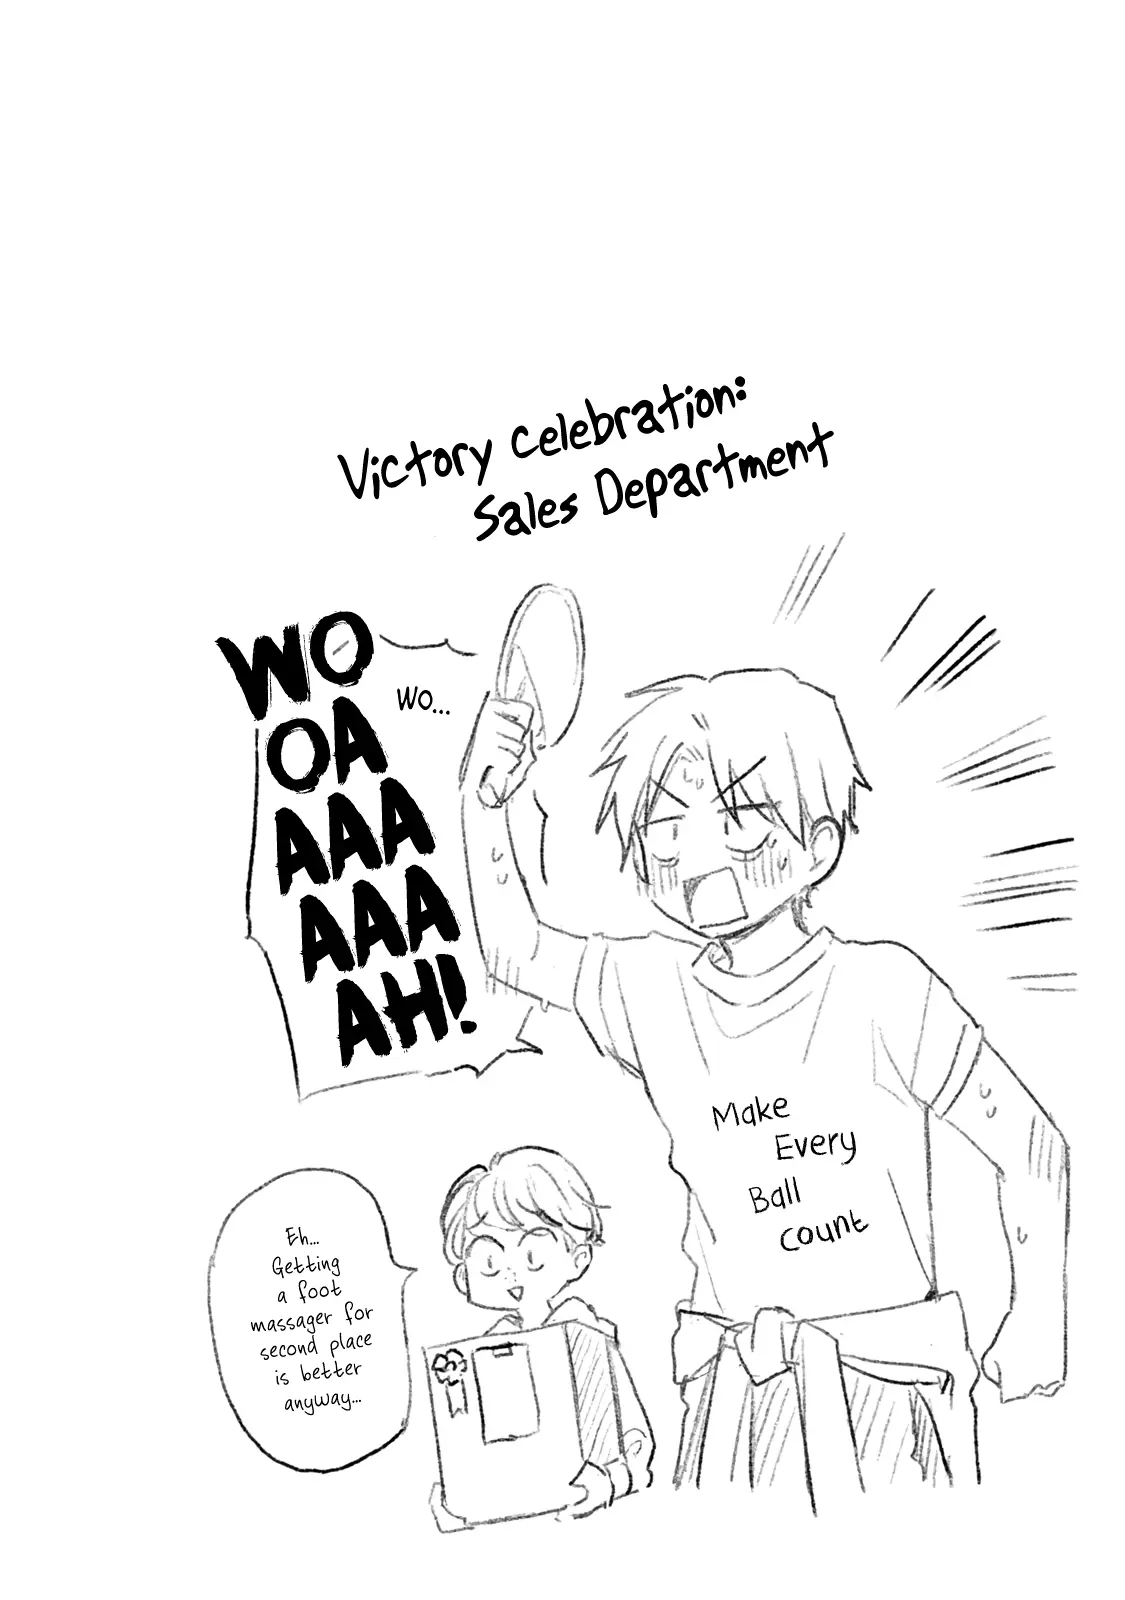 Victory Celebration:
Sales Department
WO
OA
AAA
AAA
AH!
WO...
Make
Every
Ball
count
Eh...
Getting
a foot
massager for
second place
is better
anyway...